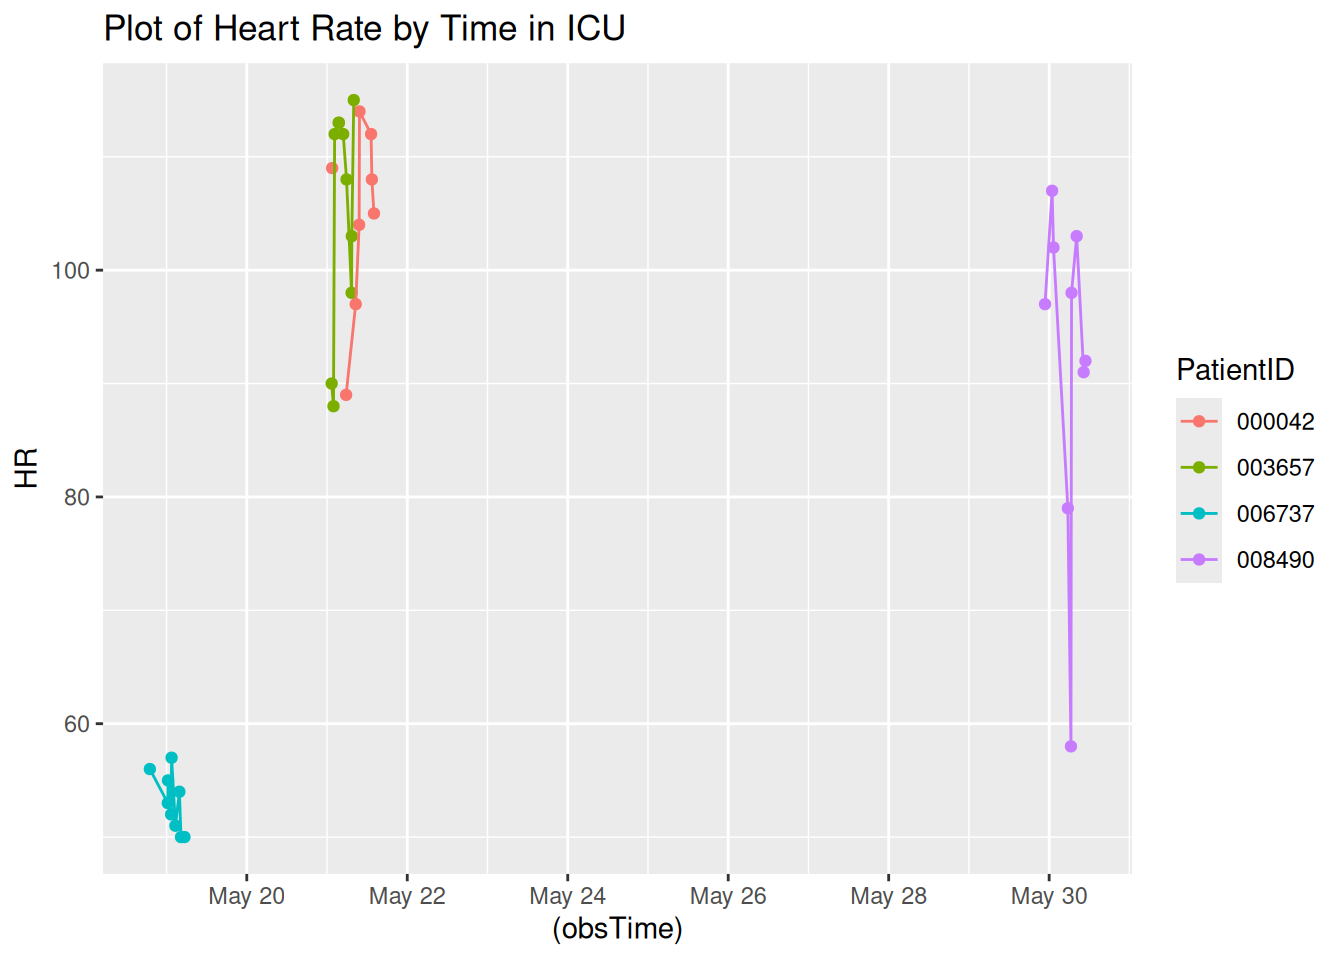 Plot of Heart Rate by Time in ICU
HR
100
80
60
May 20 May 22 May 24 May 26 May 28 May 30
(obsTime)
PatientID
000042
003657
006737
008490